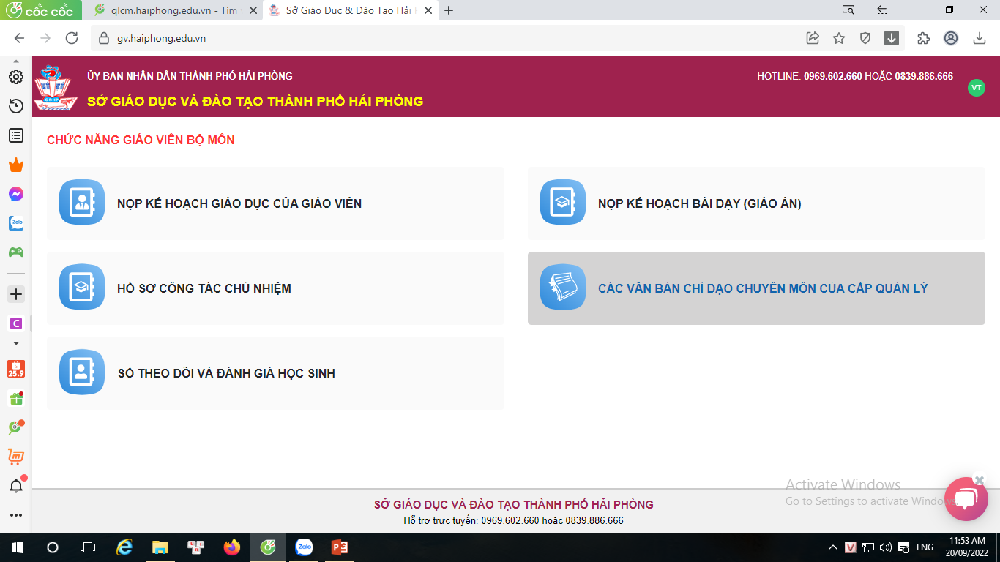 cốc cốc
qlcm.haiphong.edu.vn - Tìm
Sở Giáo Dục & Đào Tạo Hải
gv.haiphong.edu.vn
ỦY BAN NHÂN DÂN THÀNH PHỐ HẢI PHÒNG
HOTLINE: 0969.602.660 HOẶC 0839.886.666
VT
SỞ GIÁO DỤC VÀ ĐÀO TẠO THÀNH PHỐ HẢI PHÒNG
CHỨC NĂNG GIÁO VIÊN BỘ MÔN
NỘP KẾ HOẠCH GIÁO DỤC CỦA GIÁO VIÊN
NỘP KẾ HOẠCH BÀI DẠY (GIÁO ÁN)
HỒ SƠ CÔNG TÁC CHỦ NHIỆM
CÁC VĂN BẢN CHỈ ĐẠO CHUYÊN MÔN CỦA CẤP QUẢN LÝ
SỔ THEO DÕI VÀ ĐÁNH GIÁ HỌC SINH
Zalo
C
25.9
Activate Windows
Go to Settings to activate Windows.
SỞ GIÁO DỤC VÀ ĐÀO TẠO THÀNH PHỐ HẢI PHÒNG
Hỗ trợ trực tuyến: 0969.602.660 hoặc 0839.886.666
Zalo
V
ENG
11:53 AM
20/09/2022